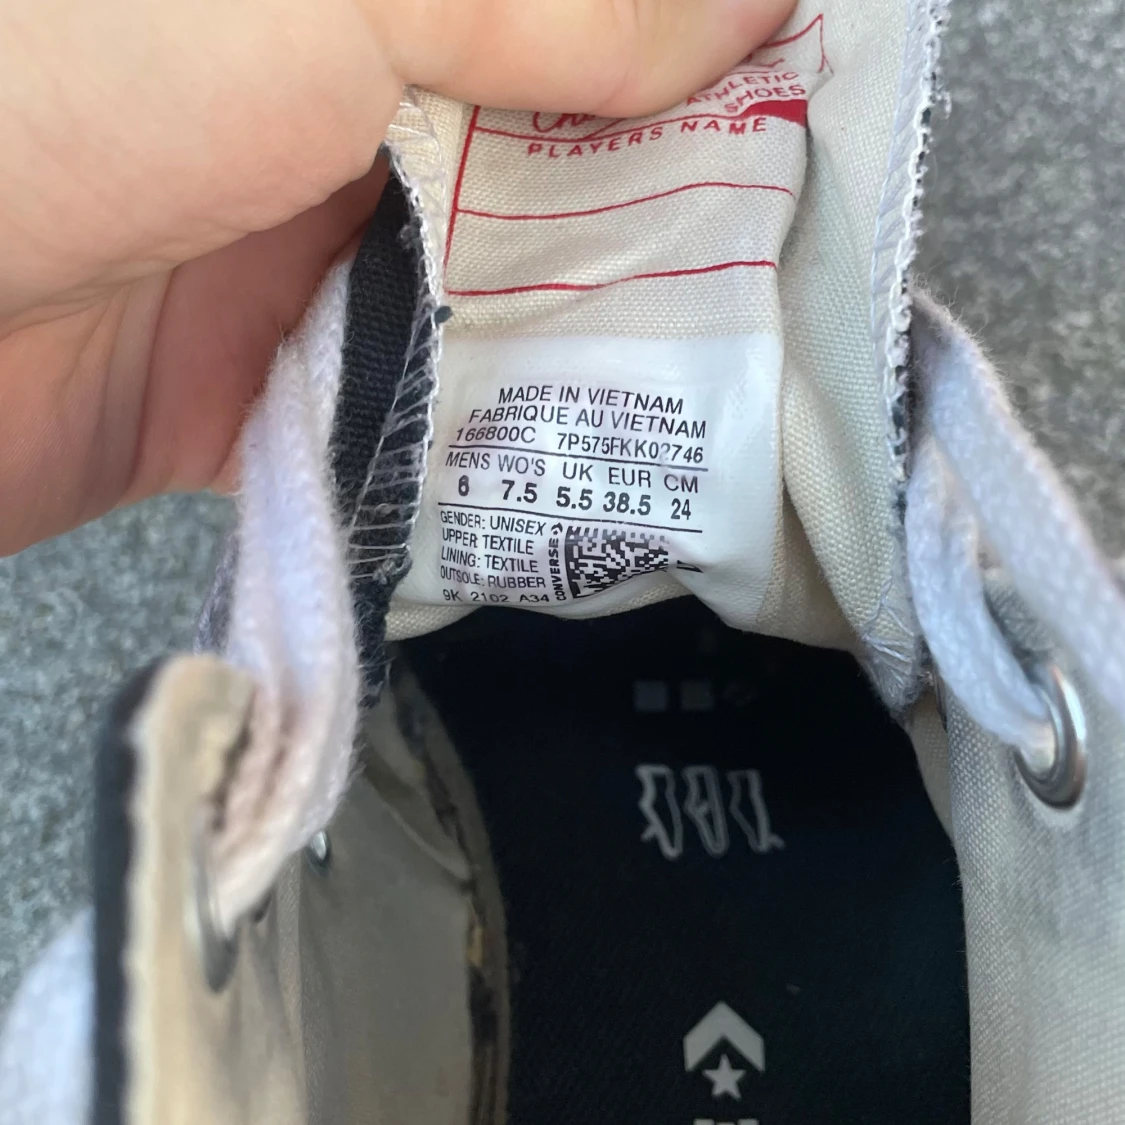 ATHLETIC
SHOES
PLAYERS NAME
MADE IN VIETNAM
FABRIQUE AU VIETNAM
166800C
MENS WO'S UK EUR CM
6 7.5 5.5 38.5 24
GENDER: UNISEX
UPPER TEXTILE
LINING: TEXTILE
OUTSOLE: RUBBER
9K 2102 A34
CONVERSE